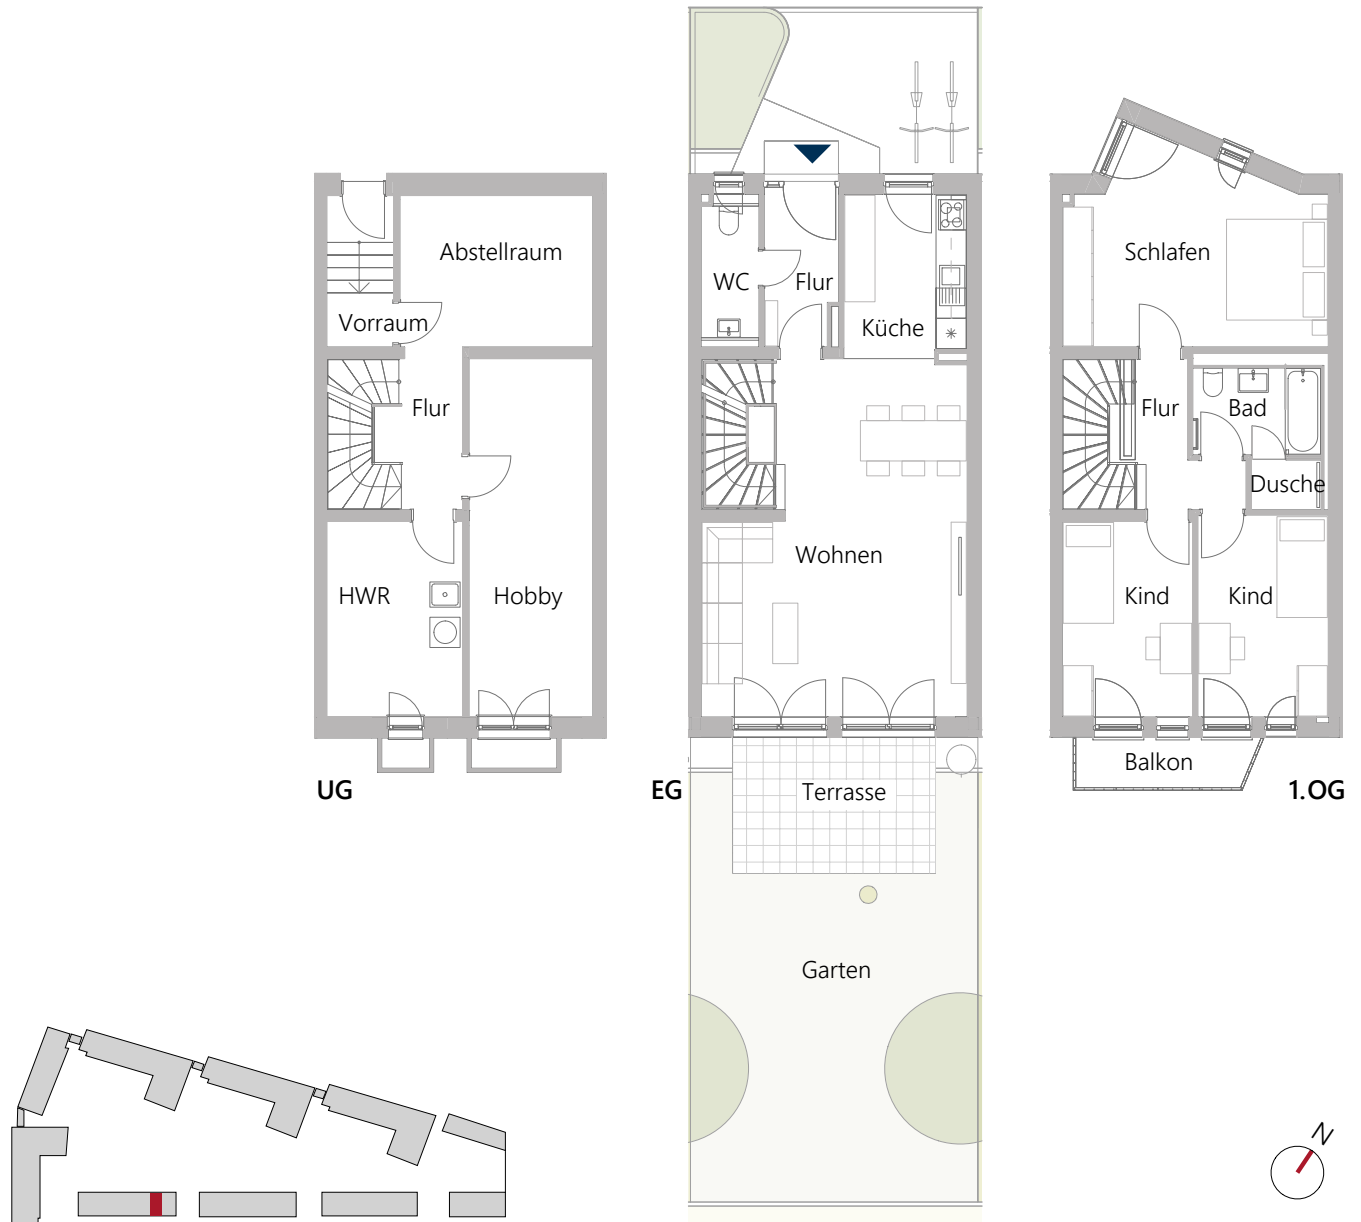 Abstellraum
Vorraum
Flur
HWR
Hobby
UG
WC
Flur
Küche
Wohnen
Terrasse
EG
Garten
Schlafen
Flur
Bad
Dusche
Kind
Kind
Balkon
1.OG
N